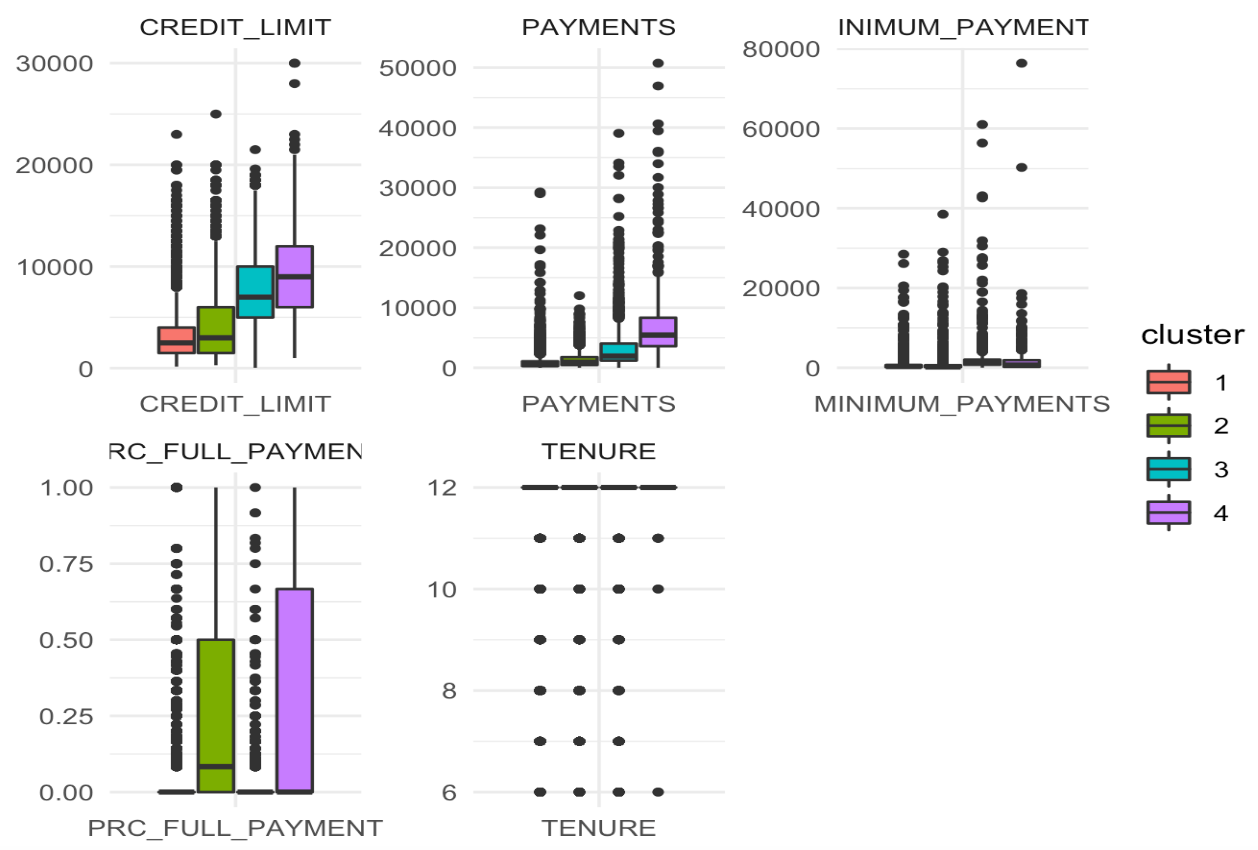 CREDIT_LIMIT
30000
20000
10000
0
CREDIT_LIMIT
PAYMENTS
50000
40000
30000
20000
10000
0
PAYMENTS
INIMUM_PAYMENT
80000
60000
40000
20000
0
MINIMUM_PAYMENTS
RC_FULL_PAYMEN
1.00
0.75
0.50
0.25
0.00
PRC_FULL_PAYMENT
TENURE
12
10
8
6
TENURE
cluster
1
2
3
4